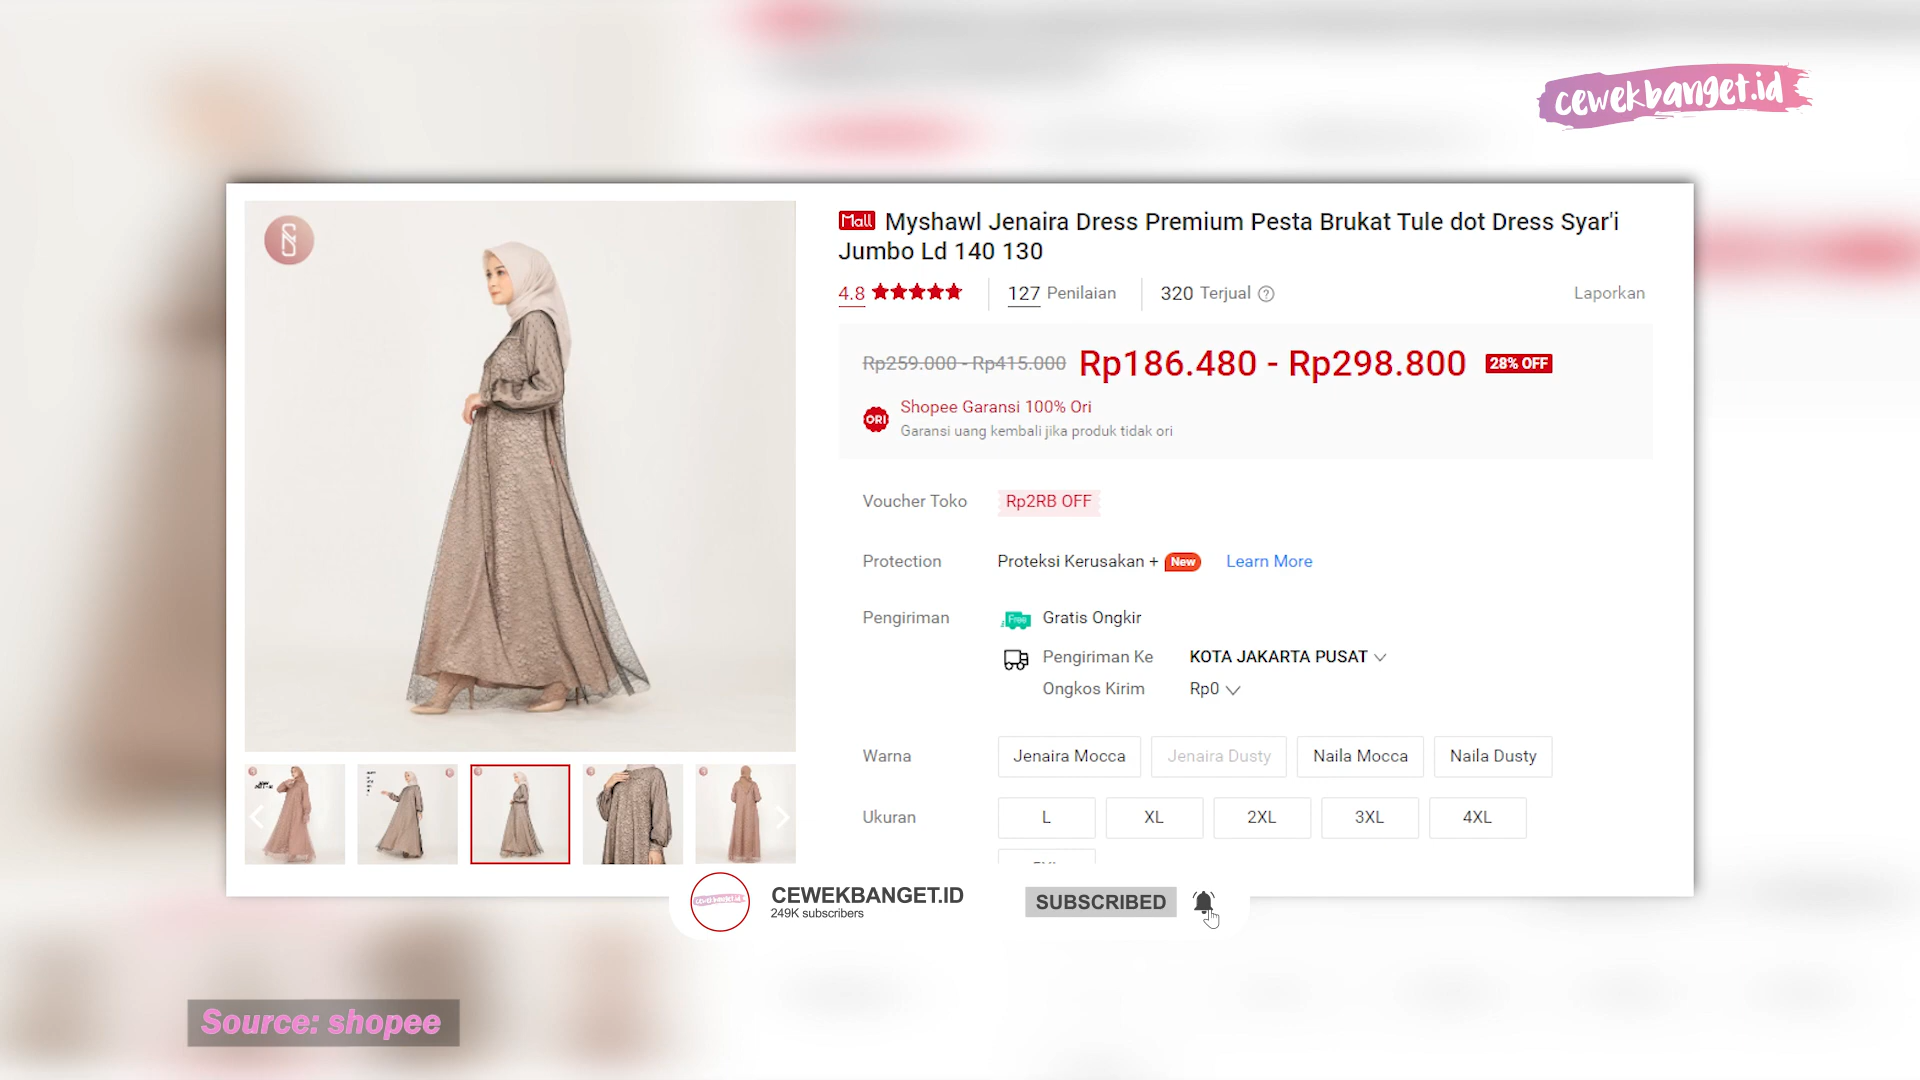 cewekbanget.id
Mall Myshawl Jenaira Dress Premium Pesta Brukat Tule dot Dress Syar'i
Jumbo Ld 140 130
4.8
127 Penilaian
320 Terjual
Laporkan
Rp259.000 - Rp415.000 Rp186.480 - Rp298.800 28% OFF
ORI
Shopee Garansi 100% Ori
Garansi uang kembali jika produk tidak ori
Voucher Toko Rp2RB OFF
Protection Proteksi Kerusakan + New Learn More
Pengiriman Free Gratis Ongkir
Pengiriman Ke KOTA JAKARTA PUSAT
Ongkos Kirim Rp0
Warna Jenaira Mocca Jenaira Dusty Naila Mocca Naila Dusty
Ukuran L XL 2XL 3XL 4XL
cewekbanget.id
CEWEKBANGET.ID
249K subscribers
SUBSCRIBED
Source: shopee